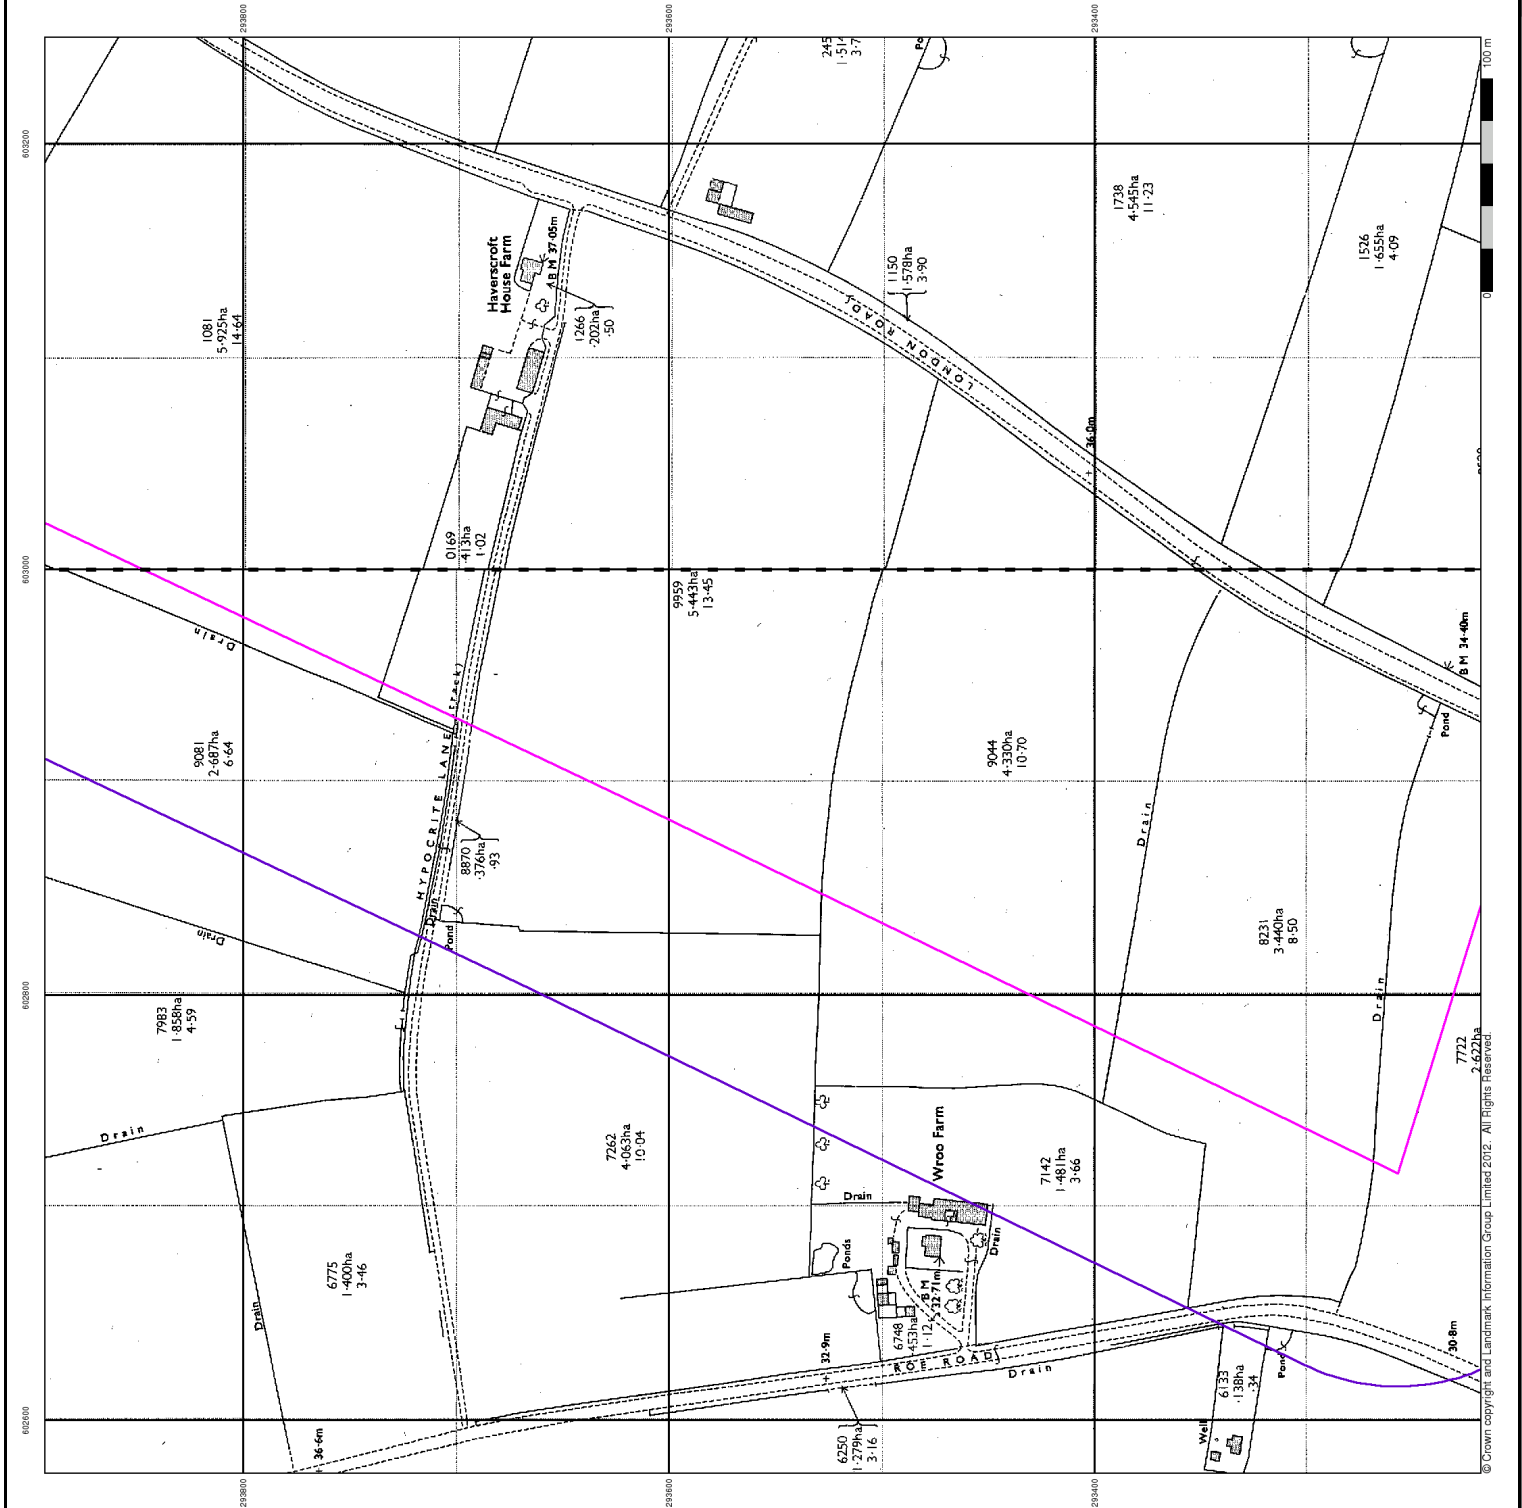 293800
293600
293400
603200
603000
602800
602600
293800
293600
293400
100 m
0
245
1·514
3·7
Po
1081
5·925ha
14·64
Haverscroft
House Farm
B M 37·05m
1266
·202ha
·50
1738
4·545ha
11·23
1526
1·655ha
4·09
1150
1·578ha
3·90
LONDON ROAD
36·0m
0169
·413ha
1·02
9959
5·443ha
13·45
Drain
B M 34·40m
Pond
9081
2·687ha
6·64
HYPOCRITE LANE
(track)
8870
·376ha
·93
9044
4·330ha
10·70
Drain
Drain
Drain
Pond
8231
3·440ha
8·50
Drain
7983
1·858ha
4·59
7722
2·622ha
Drain
7262
4·063ha
10·04
Wroo Farm
7142
1·481ha
3·66
Drain
Ponds
Drain
6775
1·400ha
3·46
Drain
B M
32·71m
6748
·453ha
1·12
32·9m
ROE ROAD
Drain
30·8m
Pond
6133
·138ha
·34
Well
36·6m
6250
1·279ha
3·16
© Crown copyright and Landmark Information Group Limited 2012. All Rights Reserved.